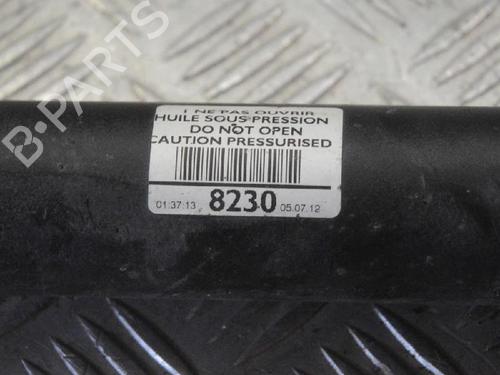 ! NE PAS OUVRIR
HUILE SOUS PRESSION
DO NOT OPEN
CAUTION PRESSURISED
01:37:13 8230 05.07.12
B-PARTS